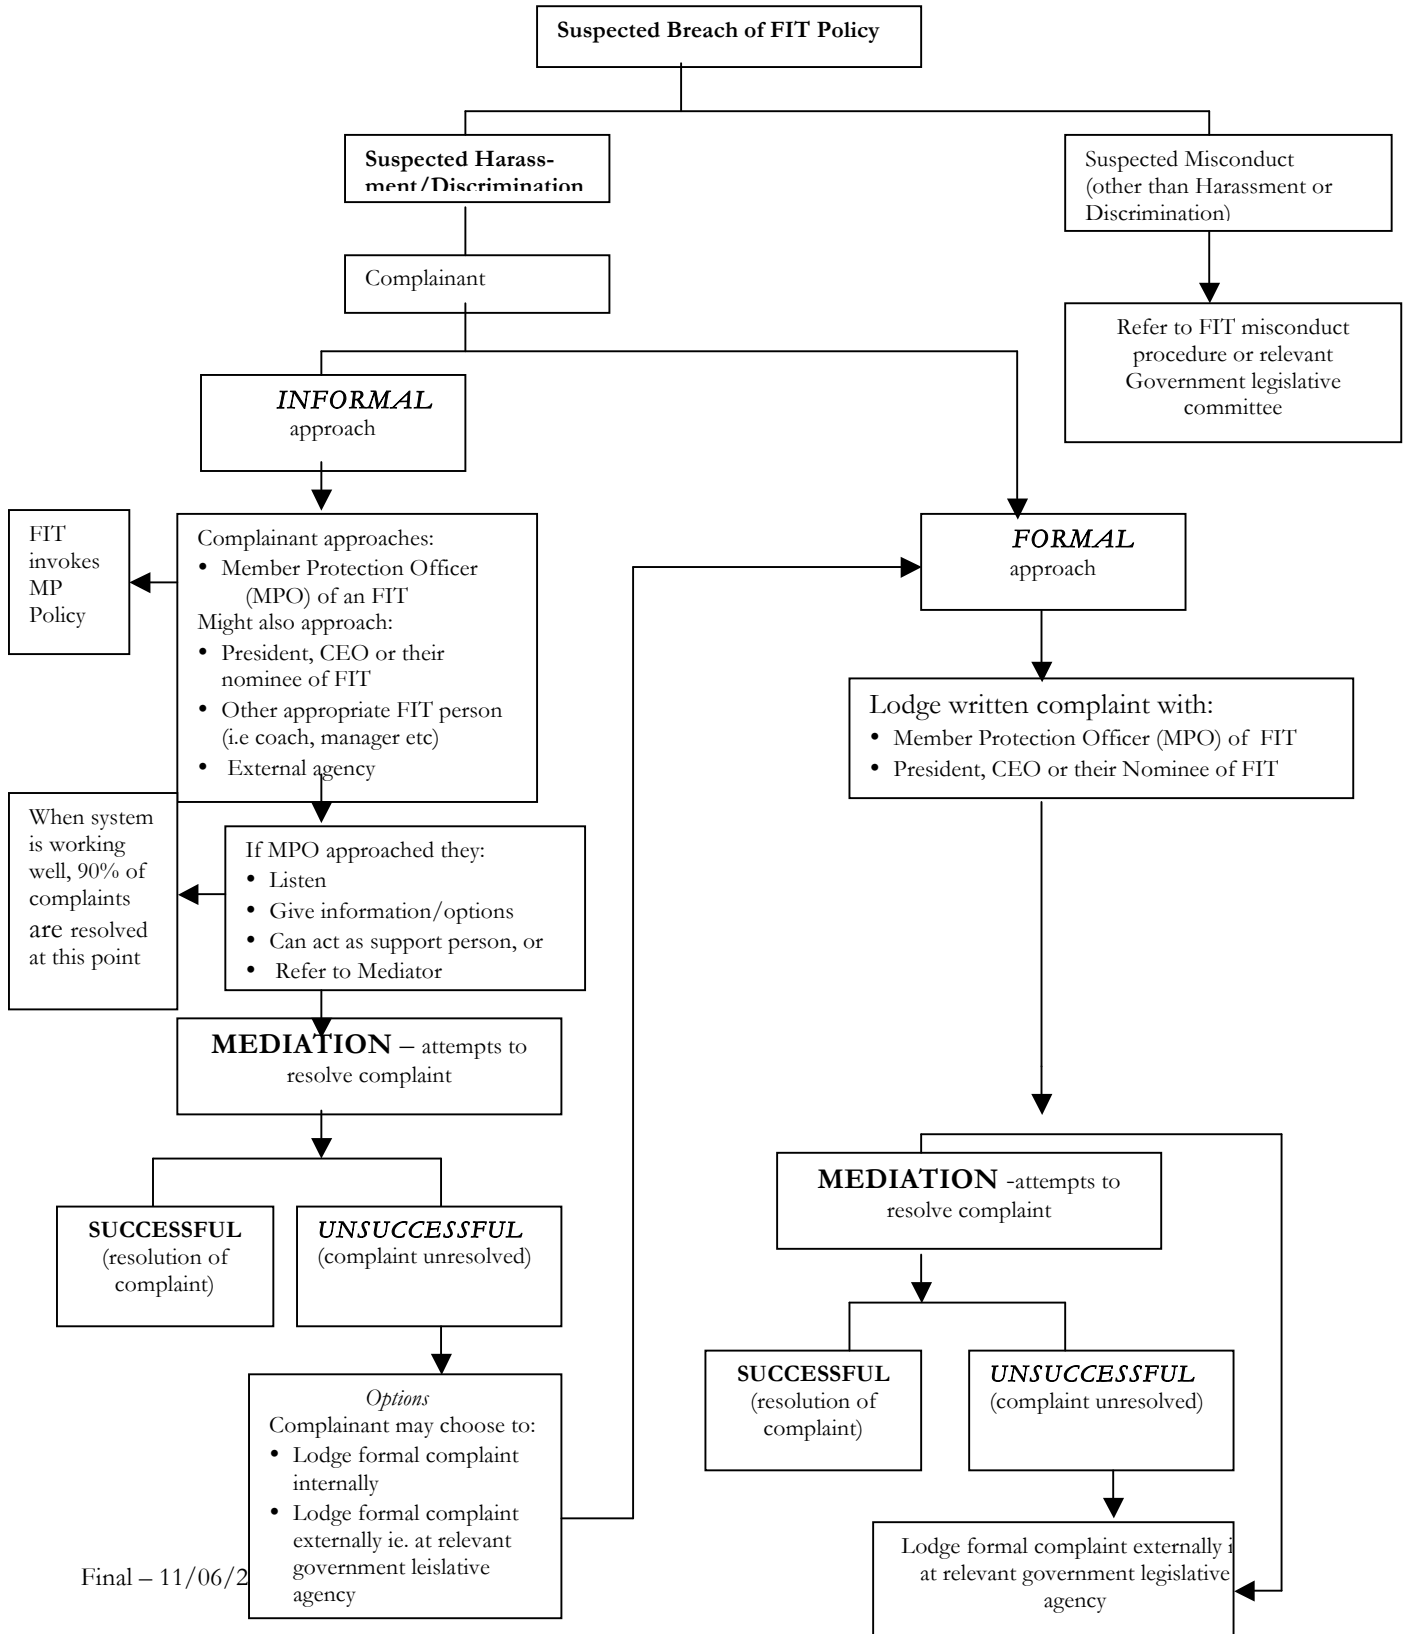 Suspected Breach of FIT Policy
Suspected Harass-
ment/Discrimination
Suspected Misconduct
(other than Harassment or
Discrimination)
Complainant
Refer to FIT misconduct
procedure or relevant
Government legislative
committee
INFORMAL
approach
FIT
invokes
MP
Policy
Complainant approaches:
• Member Protection Officer
(MPO) of an FIT
Might also approach:
• President, CEO or their
nominee of FIT
• Other appropriate FIT person
(i.e coach, manager etc)
• External agency
FORMAL
approach
Lodge written complaint with:
• Member Protection Officer (MPO) of FIT
• President, CEO or their Nominee of FIT
When system
is working
well, 90% of
complaints
are resolved
at this point
If MPO approached they:
• Listen
• Give information/options
• Can act as support person, or
• Refer to Mediator
MEDIATION – attempts to
resolve complaint
SUCCESSFUL
(resolution of
complaint)
UNSUCCESSFUL
(complaint unresolved)
Options
Complainant may choose to:
• Lodge formal complaint
internally
• Lodge formal complaint
externally ie. at relevant
government leislative
agency
MEDIATION -attempts to
resolve complaint
SUCCESSFUL
(resolution of
complaint)
UNSUCCESSFUL
(complaint unresolved)
Lodge formal complaint externally i
at relevant government legislative
agency
Final – 11/06/2